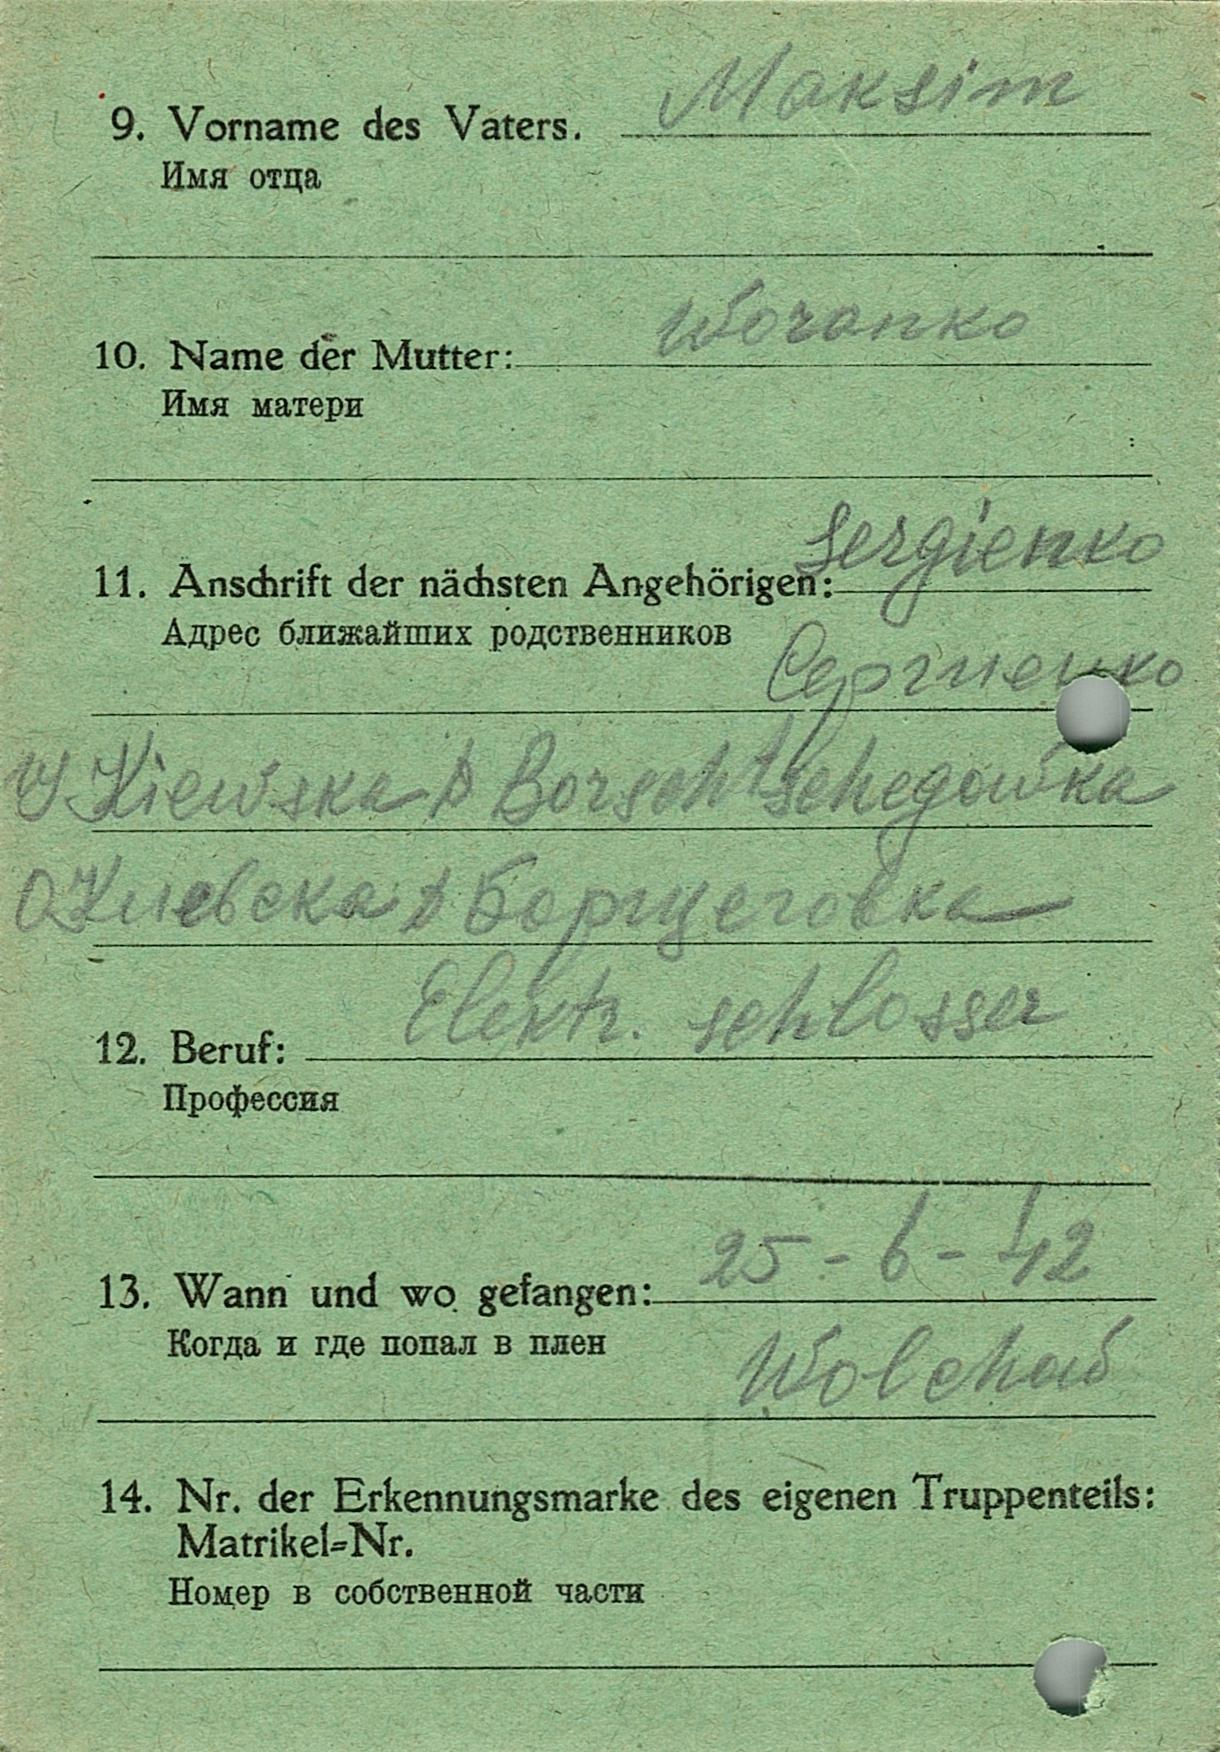 9. Vorname des Vaters. Maksim
Имя отца
10. Name der Mutter: Woranko
Имя матери
11. Anschrift der nächsten Angehörigen: Sergienko
Адрес ближайших родственников
Сергиенко
Kiewska D Borschtschegowka
О Киевска D Борщеговка
12. Beruf: Elektr. schlosser
Профессия
13. Wann und wo gefangen: 25-6-42
Когда и где попал в плен
Wolchow
14. Nr. der Erkennungsmarke des eigenen Truppenteils:
Matrikel-Nr.
Номер в собственной части